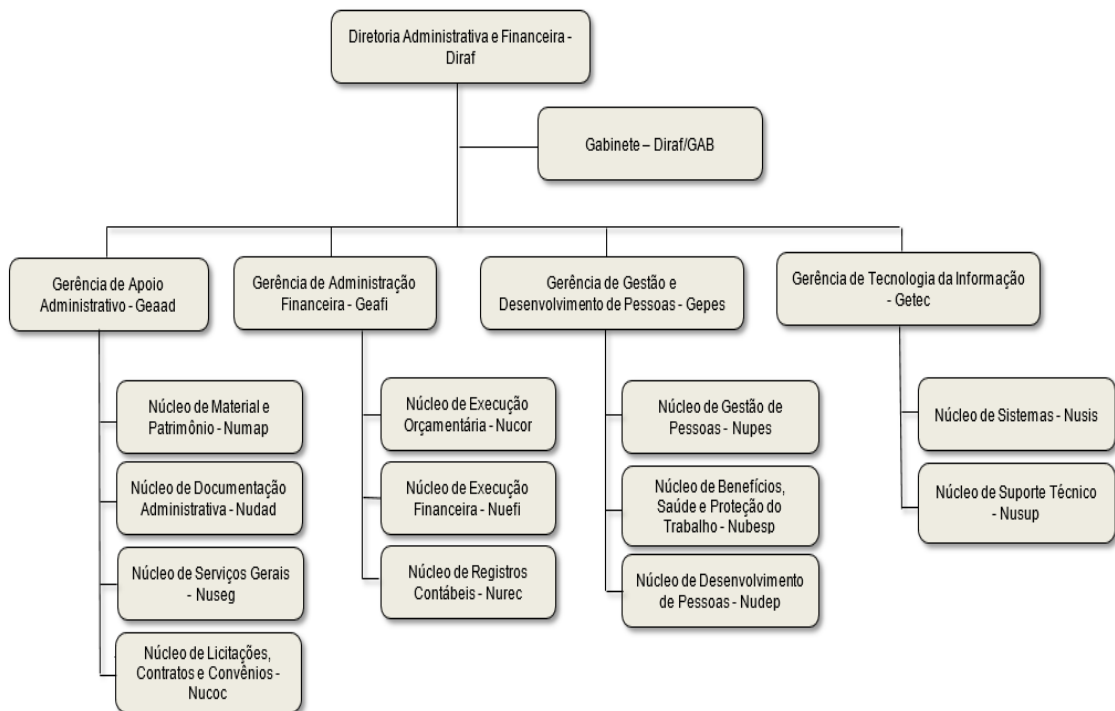 Diretoria Administrativa e Financeira -
Diraf
Gabinete – Diraf/GAB
Gerência de Apoio
Administrativo - Geaad
Núcleo de Material e
Patrimônio - Numap
Núcleo de Documentação
Administrativa - Nudad
Núcleo de Serviços Gerais
- Nuseg
Núcleo de Licitações,
Contratos e Convênios -
Nucoc
Gerência de Administração
Financeira - Geafi
Núcleo de Execução
Orçamentária - Nucor
Núcleo de Execução
Financeira - Nuefi
Núcleo de Registros
Contábeis - Nurec
Gerência de Gestão e
Desenvolvimento de Pessoas - Gepes
Núcleo de Gestão de
Pessoas - Nupes
Núcleo de Benefícios,
Saúde e Proteção do
Trabalho - Nubesp
Núcleo de Desenvolvimento
de Pessoas - Nudep
Gerência de Tecnologia da Informação
- Getec
Núcleo de Sistemas - Nusis
Núcleo de Suporte Técnico
- Nusup